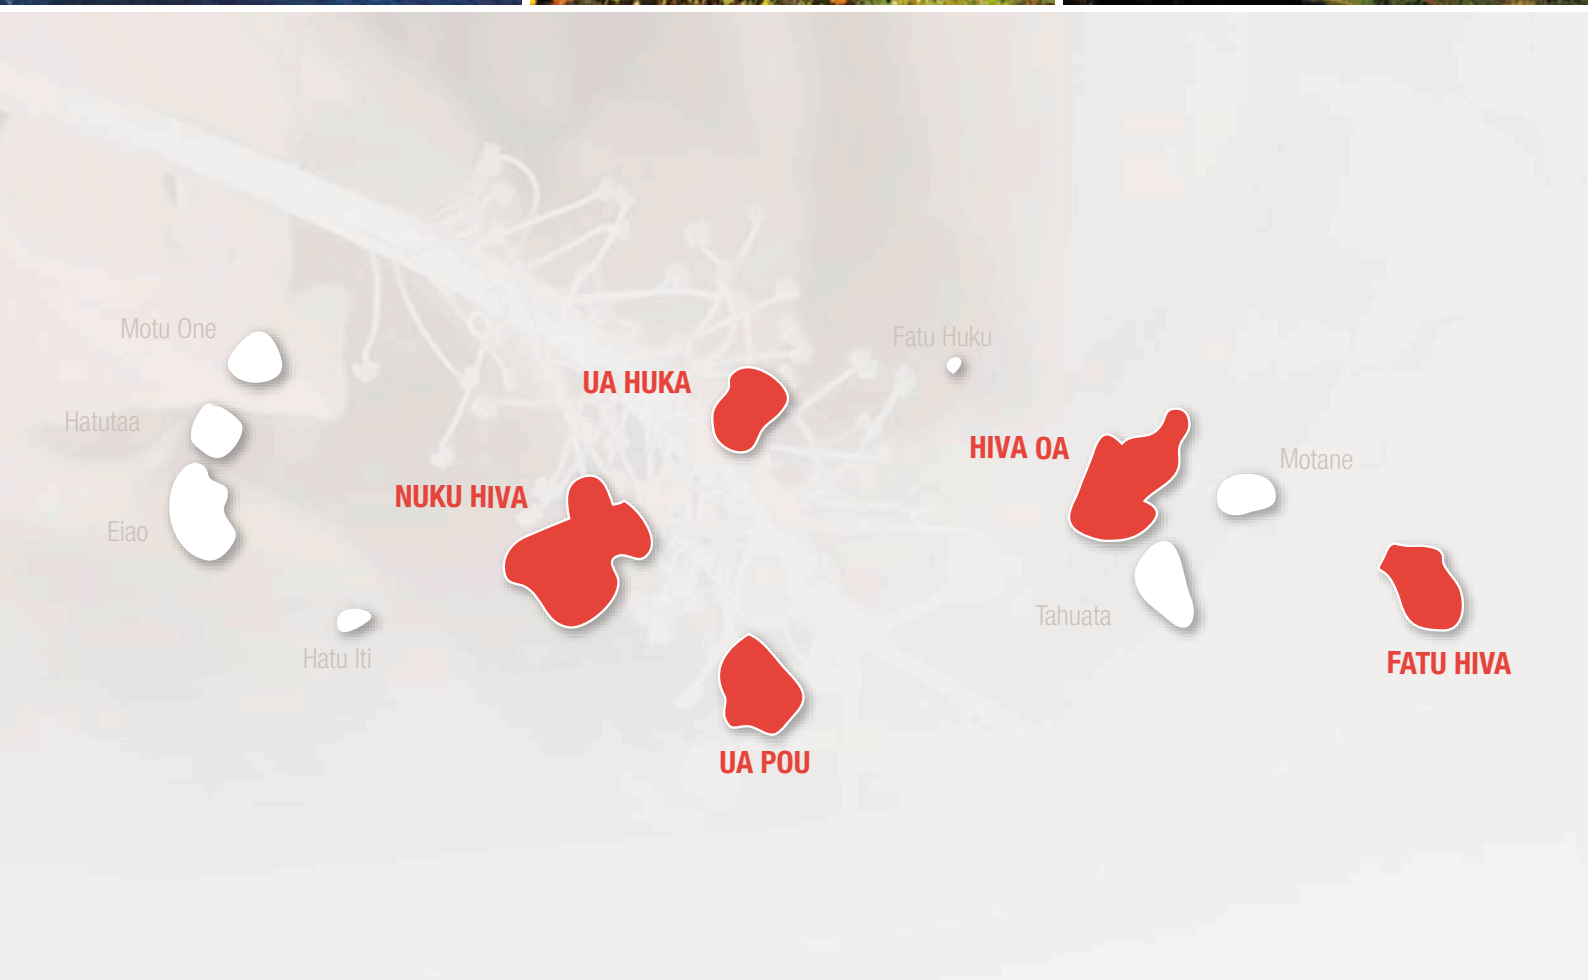 Motu One
Fatu Huku
UA HUKA
Hatutaa
HIVA OA
Motane
NUKU HIVA
Eiao
Tahuata
Hatu Iti
FATU HIVA
UA POU